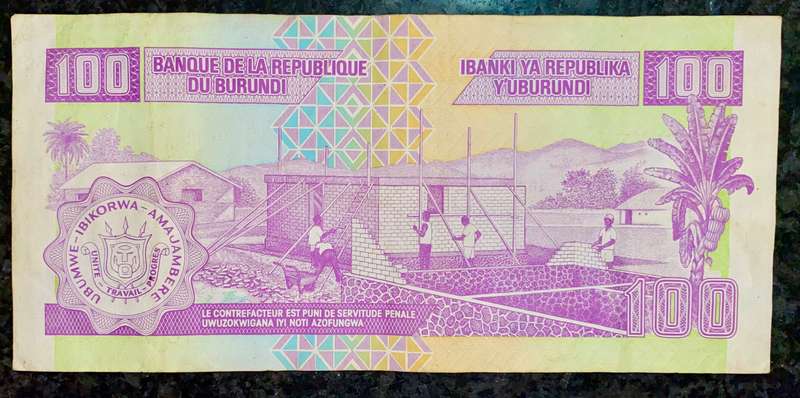 100
BANQUE DE LA REPUBLIQUE
DU BURUNDI
IBANKI YA REPUBLIKA
Y'UBURUNDI
100
UBUMWE-IBIKORWA-AMAJAMBERE
UNITE TRAVAIL PROGRES
LE CONTREFACTEUR EST PUNI DE SERVITUDE PENALE
UWUZOKWIGANA IYI NOTI AZOFUNGWA
100